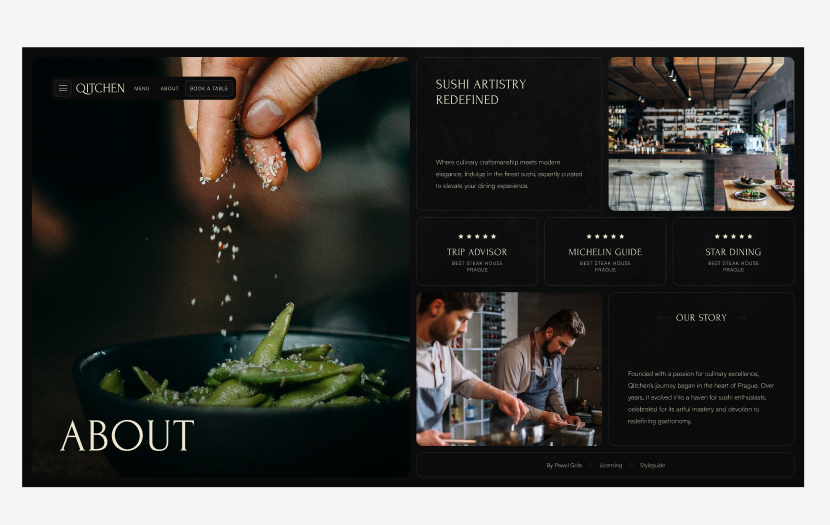 QITCHEN
MENU
ABOUT
BOOK A TABLE
ABOUT
SUSHI ARTISTRY
REDEFINED
Where culinary craftsmanship meets modern
elegance. Indulge in the finest sushi, expertly curated
to elevate your dining experience.
★★★★★
TRIP ADVISOR
BEST STEAK HOUSE
PRAGUE
★★★★★
MICHELIN GUIDE
BEST STEAK HOUSE
PRAGUE
★★★★★
STAR DINING
BEST STEAK HOUSE
PRAGUE
OUR STORY
Founded with a passion for culinary excellence,
Qitchen's journey began in the heart of Prague. Over
years, it evolved into a haven for sushi enthusiasts,
celebrated for its artful mastery and devotion to
redefining gastronomy.
By Pawel Gola
Licensing
Styleguide